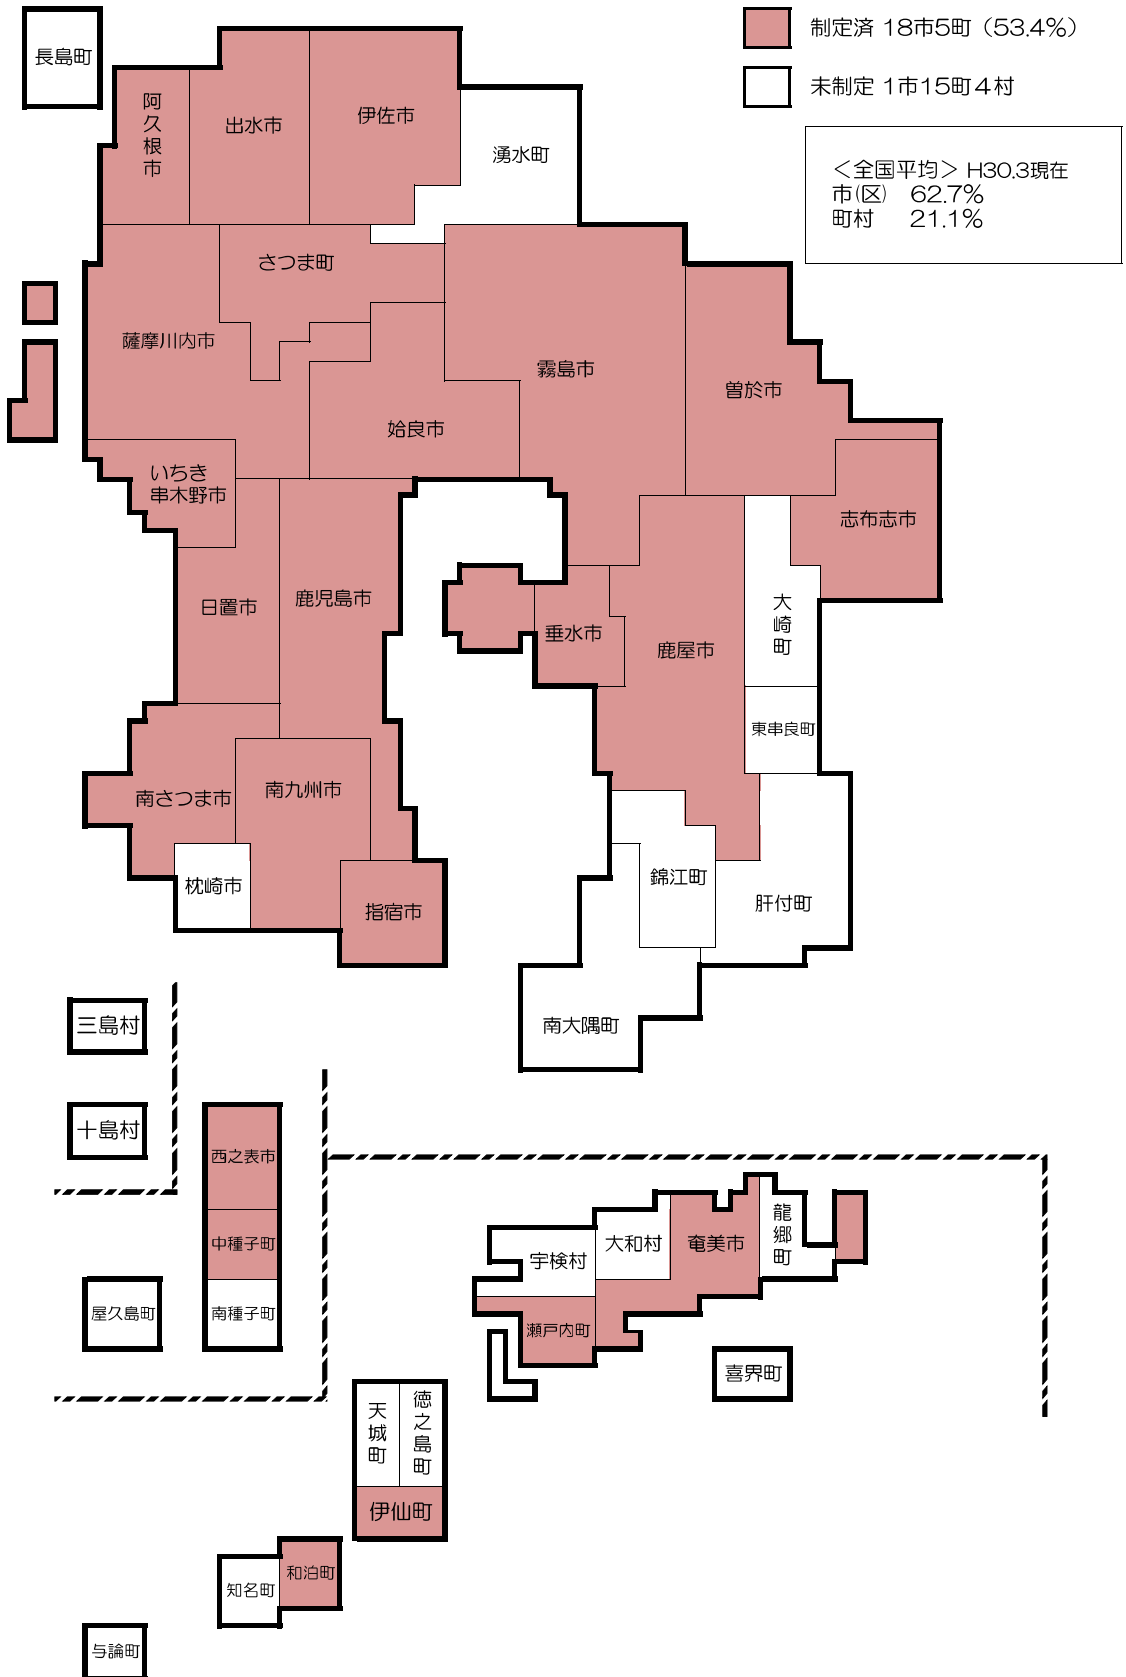 長島町
制定済 18市5町（53.4％）
未制定 1市15町4村
＜全国平均＞ H30.3現在
市(区) 62.7％
町村 21.1％
阿久根市
出水市
伊佐市
湧水町
さつま町
薩摩川内市
霧島市
曽於市
姶良市
いちき
串木野市
志布志市
日置市
鹿児島市
垂水市
鹿屋市
大崎町
東串良町
南さつま市
南九州市
枕崎市
指宿市
錦江町
肝付町
南大隅町
三島村
十島村
西之表市
中種子町
南種子町
屋久島町
宇検村
大和村
奄美市
龍郷町
瀬戸内町
喜界町
天城町
徳之島町
伊仙町
和泊町
知名町
与論町